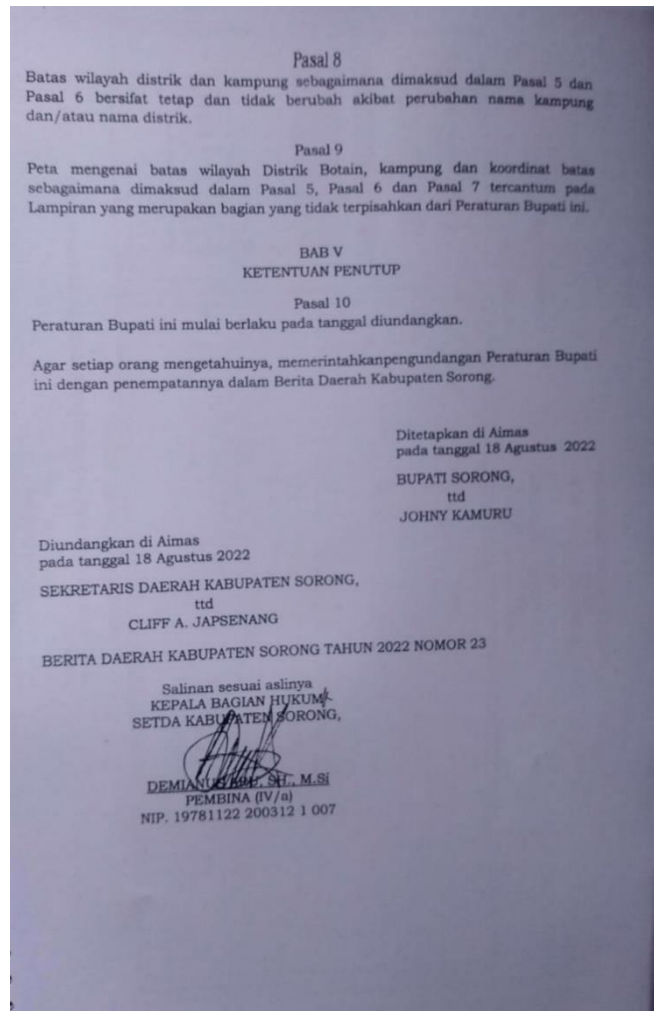 Pasal 8
Batas wilayah distrik dan kampung sebagaimana dimaksud dalam Pasal 5 dan
Pasal 6 bersifat tetap dan tidak berubah akibat perubahan nama kampung
dan/atau nama distrik.
Pasal 9
Peta mengenai batas wilayah Distrik Botain, kampung dan koordinat batas
sebagaimana dimaksud dalam Pasal 5, Pasal 6 dan Pasal 7 tercantum pada
Lampiran yang merupakan bagian yang tidak terpisahkan dari Peraturan Bupati ini.
BAB V
KETENTUAN PENUTUP
Pasal 10
Peraturan Bupati ini mulai berlaku pada tanggal diundangkan.
Agar setiap orang mengetahuinya, memerintahkanpengundangan Peraturan Bupati
ini dengan penempatannya dalam Berita Daerah Kabupaten Sorong.
Ditetapkan di Aimas
pada tanggal 18 Agustus 2022
BUPATI SORONG,
ttd
JOHNY KAMURU
Diundangkan di Aimas
pada tanggal 18 Agustus 2022
SEKRETARIS DAERAH KABUPATEN SORONG,
ttd
CLIFF A. JAPSENANG
BERITA DAERAH KABUPATEN SORONG TAHUN 2022 NOMOR 23
Salinan sesuai aslinya
KEPALA BAGIAN HUKUM
SETDA KABUPATEN SORONG,
SH., M.Si
PEMBINA (IV/a)
NIP. 19781122 200312 1 007